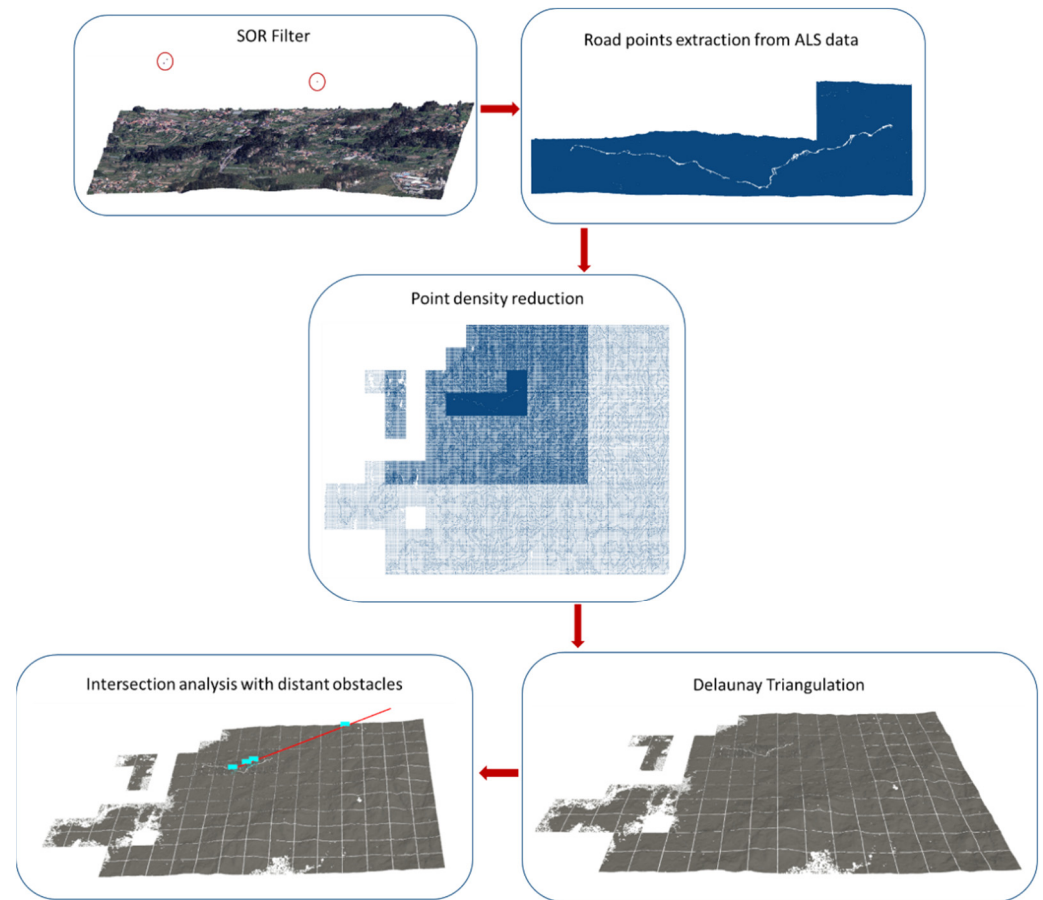 SOR Filter
Road points extraction from ALS data
Point density reduction
Intersection analysis with distant obstacles
Delaunay Triangulation